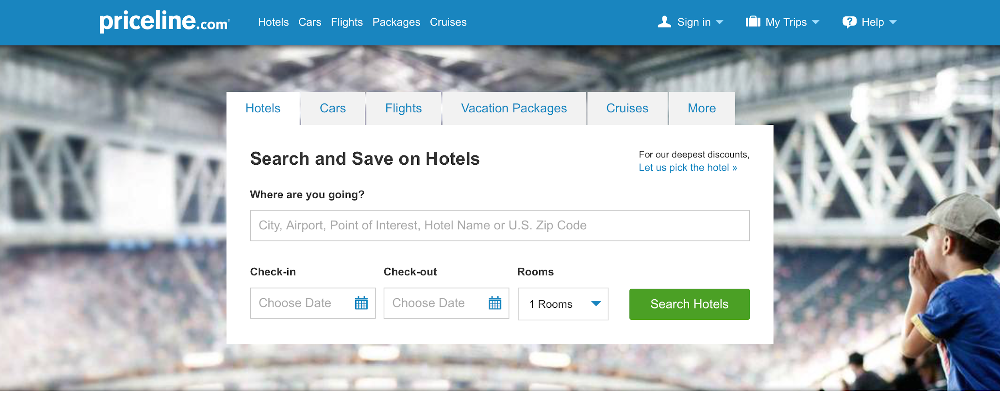 priceline.com® Hotels Cars Flights Packages Cruises Sign in My Trips Help
Hotels Cars Flights Vacation Packages Cruises More
Search and Save on Hotels
For our deepest discounts,
Let us pick the hotel »
Where are you going?
City, Airport, Point of Interest, Hotel Name or U.S. Zip Code
Check-in Check-out Rooms
Choose Date Choose Date 1 Rooms Search Hotels